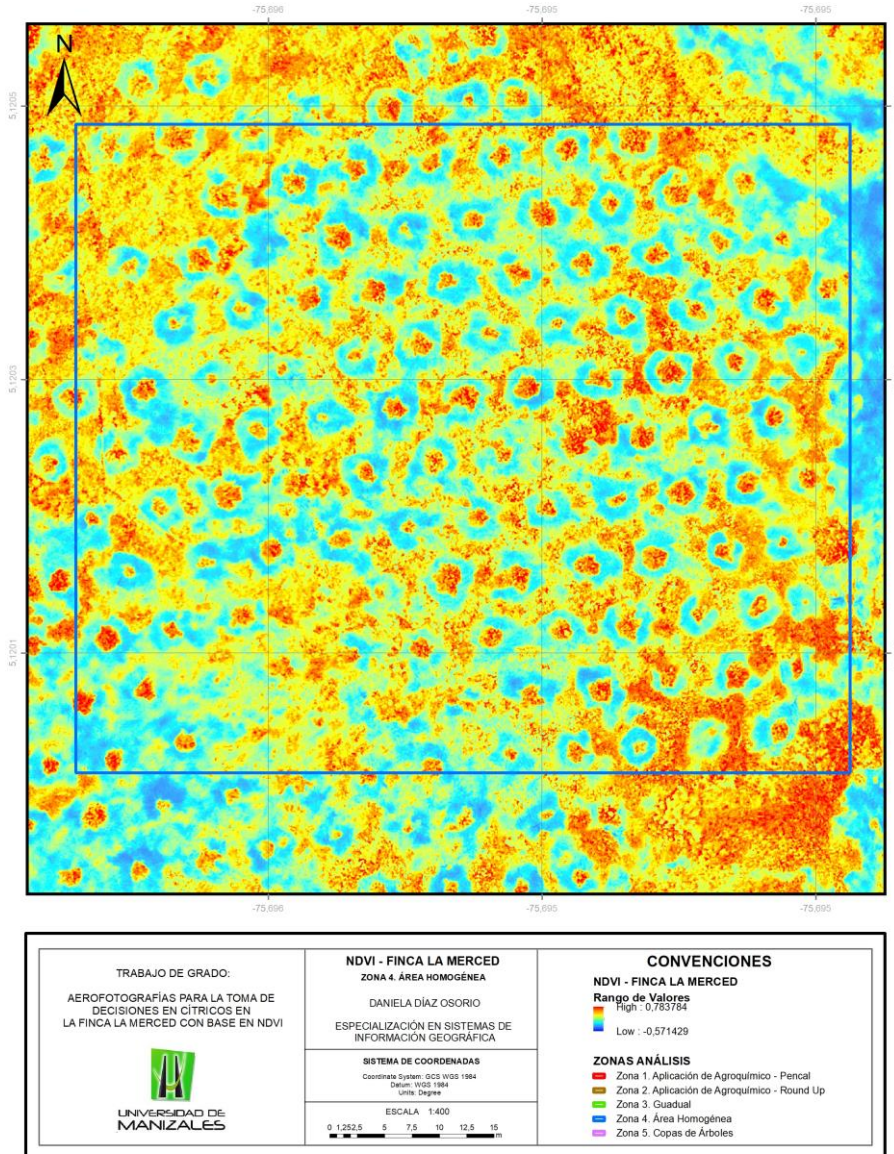 -75,696
-75,695
-75,695
N
5,1205
5,1203
5,1201
-75,696
-75,695
-75,695
TRABAJO DE GRADO:
AEROFOTOGRAFÍAS PARA LA TOMA DE
DECISIONES EN CÍTRICOS EN
LA FINCA LA MERCED CON BASE EN NDVI
UNIVERSIDAD DE
MANIZALES
NDVI - FINCA LA MERCED
ZONA 4. ÁREA HOMOGÉNEA
DANIELA DÍAZ OSORIO
ESPECIALIZACIÓN EN SISTEMAS DE
INFORMACIÓN GEOGRÁFICA
SISTEMA DE COORDENADAS
Coordinate System: GCS WGS 1984
Datum: WGS 1984
Units: Degree
ESCALA 1:400
0 1,252,5 5 7,5 10 12,5 15
m
CONVENCIONES
NDVI - FINCA LA MERCED
Rango de Valores
High : 0,783784
Low : -0,571429
ZONAS ANÁLISIS
Zona 1. Aplicación de Agroquímico - Pencal
Zona 2. Aplicación de Agroquímico - Round Up
Zona 3. Guadual
Zona 4. Área Homogénea
Zona 5. Copas de Árboles